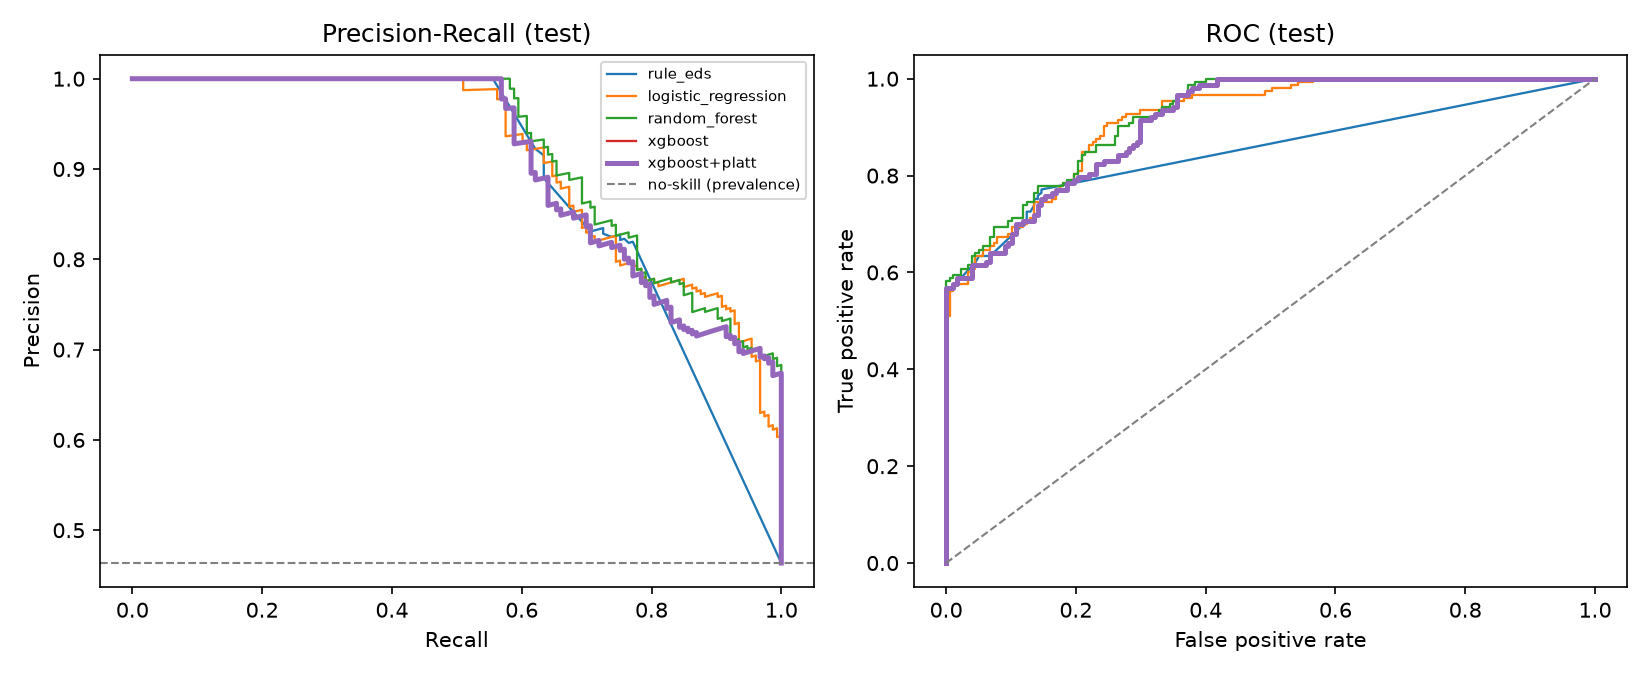 Precision-Recall (test)
1.0
0.9
0.8
0.7
0.6
0.5
Precision
0.0 0.2 0.4 0.6 0.8 1.0
Recall
rule_eds
logistic_regression
random_forest
xgboost
xgboost+platt
no-skill (prevalence)
ROC (test)
1.0
0.8
0.6
0.4
0.2
0.0
True positive rate
0.0 0.2 0.4 0.6 0.8 1.0
False positive rate